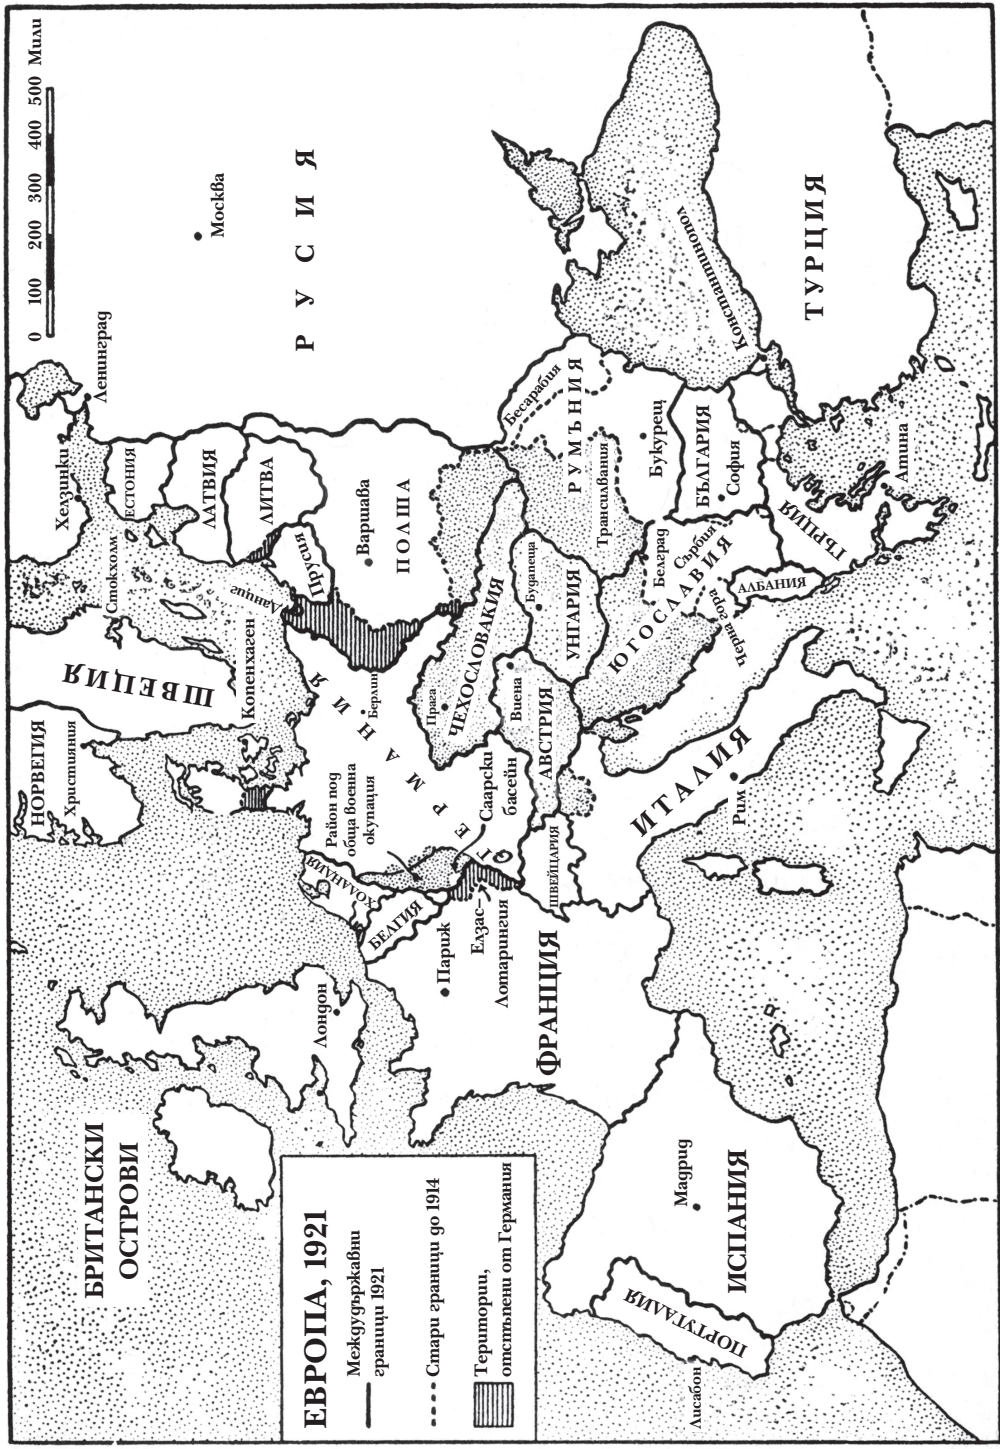 ЕВРОПА, 1921
Междудържавни
граници 1921
Стари граници до 1914
Територии,
отстъпени от Германия
0 100 200 300 400 500 Мили
БРИТАНСКИ
ОСТРОВИ
Лондон
НОРВЕГИЯ
Християния
ШВЕЦИЯ
Стокхолм
Копенхаген
Хелзинки
Ленинград
ЕСТОНИЯ
ЛАТВИЯ
ЛИТВА
Москва
РУСИЯ
Данциг
Прусия
Варшава
ПОЛША
ГЕРМАНИЯ
Берлин
Район под
обща военна
окупация
Саарски
басейн
ХОЛАНДИЯ
БЕЛГИЯ
Париж
Елзас–
Лотарингия
ФРАНЦИЯ
ШВЕЙЦАРИЯ
Прага
ЧЕХОСЛОВАКИЯ
Виена
АВСТРИЯ
Будапеща
УНГАРИЯ
Бесарабия
РУМЪНИЯ
Трансилвания
Букурещ
БЪЛГАРИЯ
София
Белград
Сърбия
ЮГОСЛАВИЯ
Черна гора
АЛБАНИЯ
ГЪРЦИЯ
Атина
Константинопол
ТУРЦИЯ
ИТАЛИЯ
Рим
Мадрид
ИСПАНИЯ
ПОРТУГАЛИЯ
Лисабон